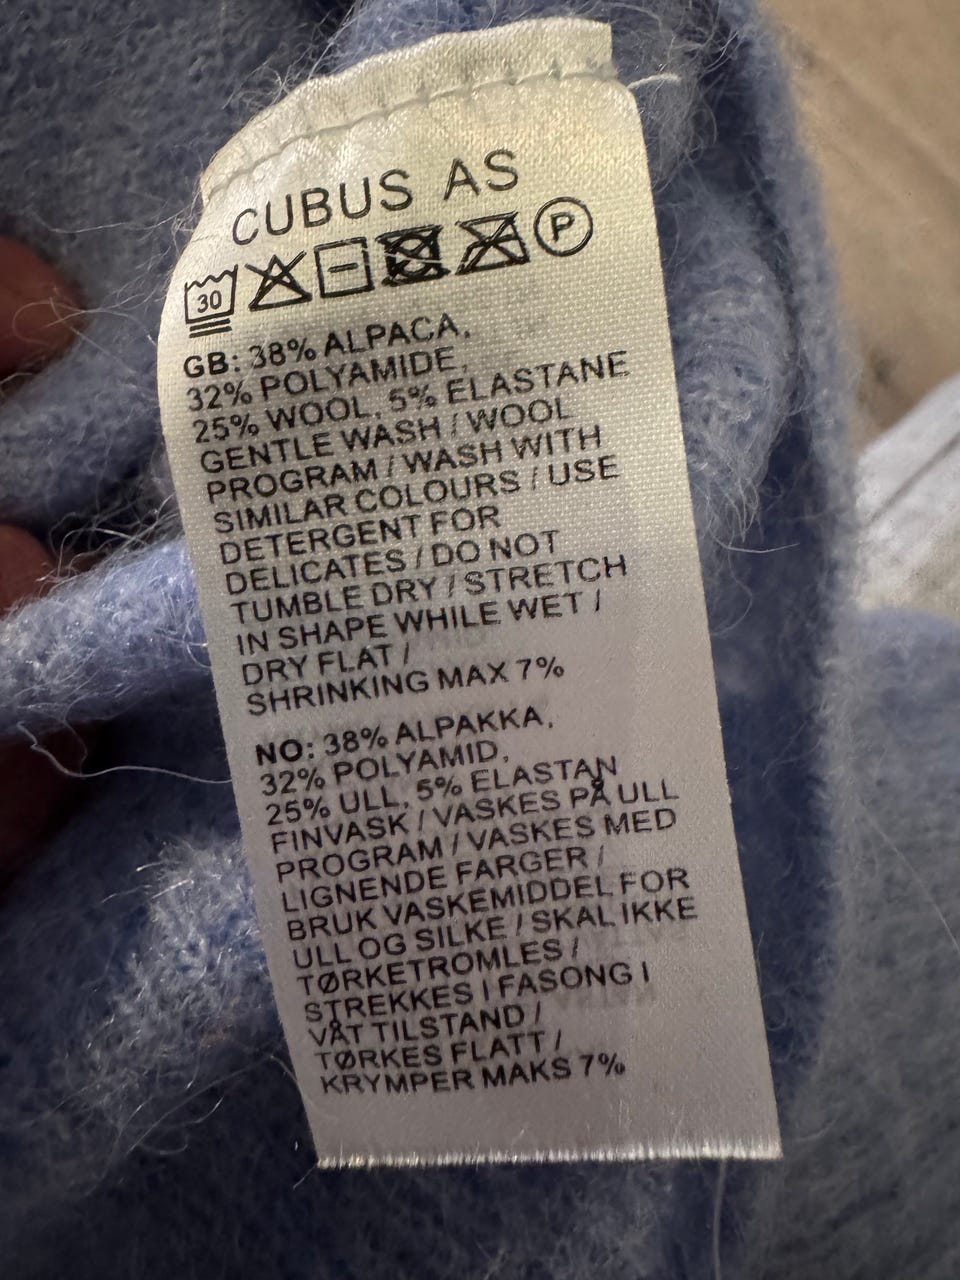 CUBUS AS
30 P
GB: 38% ALPACA,
32% POLYAMIDE,
25% WOOL, 5% ELASTANE
GENTLE WASH / WOOL
PROGRAM / WASH WITH
SIMILAR COLOURS / USE
DETERGENT FOR
DELICATES / DO NOT
TUMBLE DRY / STRETCH
IN SHAPE WHILE WET /
DRY FLAT /
SHRINKING MAX 7%
NO: 38% ALPAKKA,
32% POLYAMID,
25% ULL, 5% ELASTAN
FINVASK / VASKES PÅ ULL
PROGRAM / VASKES MED
LIGNENDE FARGER /
BRUK VASKEMIDDEL FOR
ULL OG SILKE / SKAL IKKE
TØRKETROMLES /
STREKKES I FASONG I
VÅT TILSTAND /
TØRKES FLATT /
KRYMPER MAKS 7%